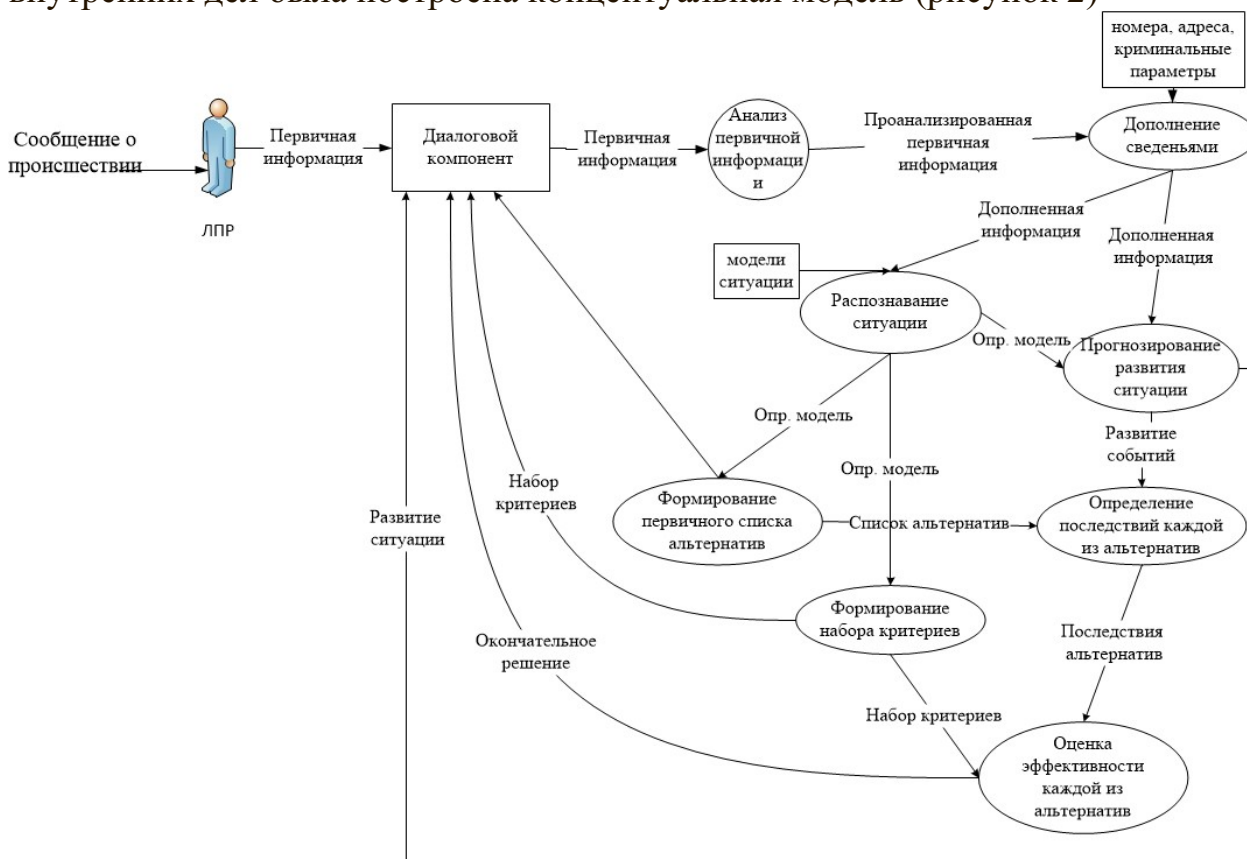 внутренних дел была построена концептуальная модель (рисунок 2)
номера, адреса,
криминальные
параметры
Сообщение о
происшествии
ЛПР
Первичная
информация
Диалоговой
компонент
Первичная
информация
Анализ
первичной
информаци
и
Проанализированная
первичная
информация
Дополнение
сведеньями
Дополненная
информация
Дополненная
информация
модели
ситуации
Распознавание
ситуации
Опр. модель
Прогнозирование
развития
ситуации
Опр. модель
Опр. модель
Развитие
событий
Набор
критериев
Развитие
ситуации
Формирование
первичного списка
альтернатив
Список альтернатив
Определение
последствий каждой
из альтернатив
Формирование
набора критериев
Окончательное
решение
Последствия
альтернатив
Набор критериев
Оценка
эффективности
каждой из
альтернатив